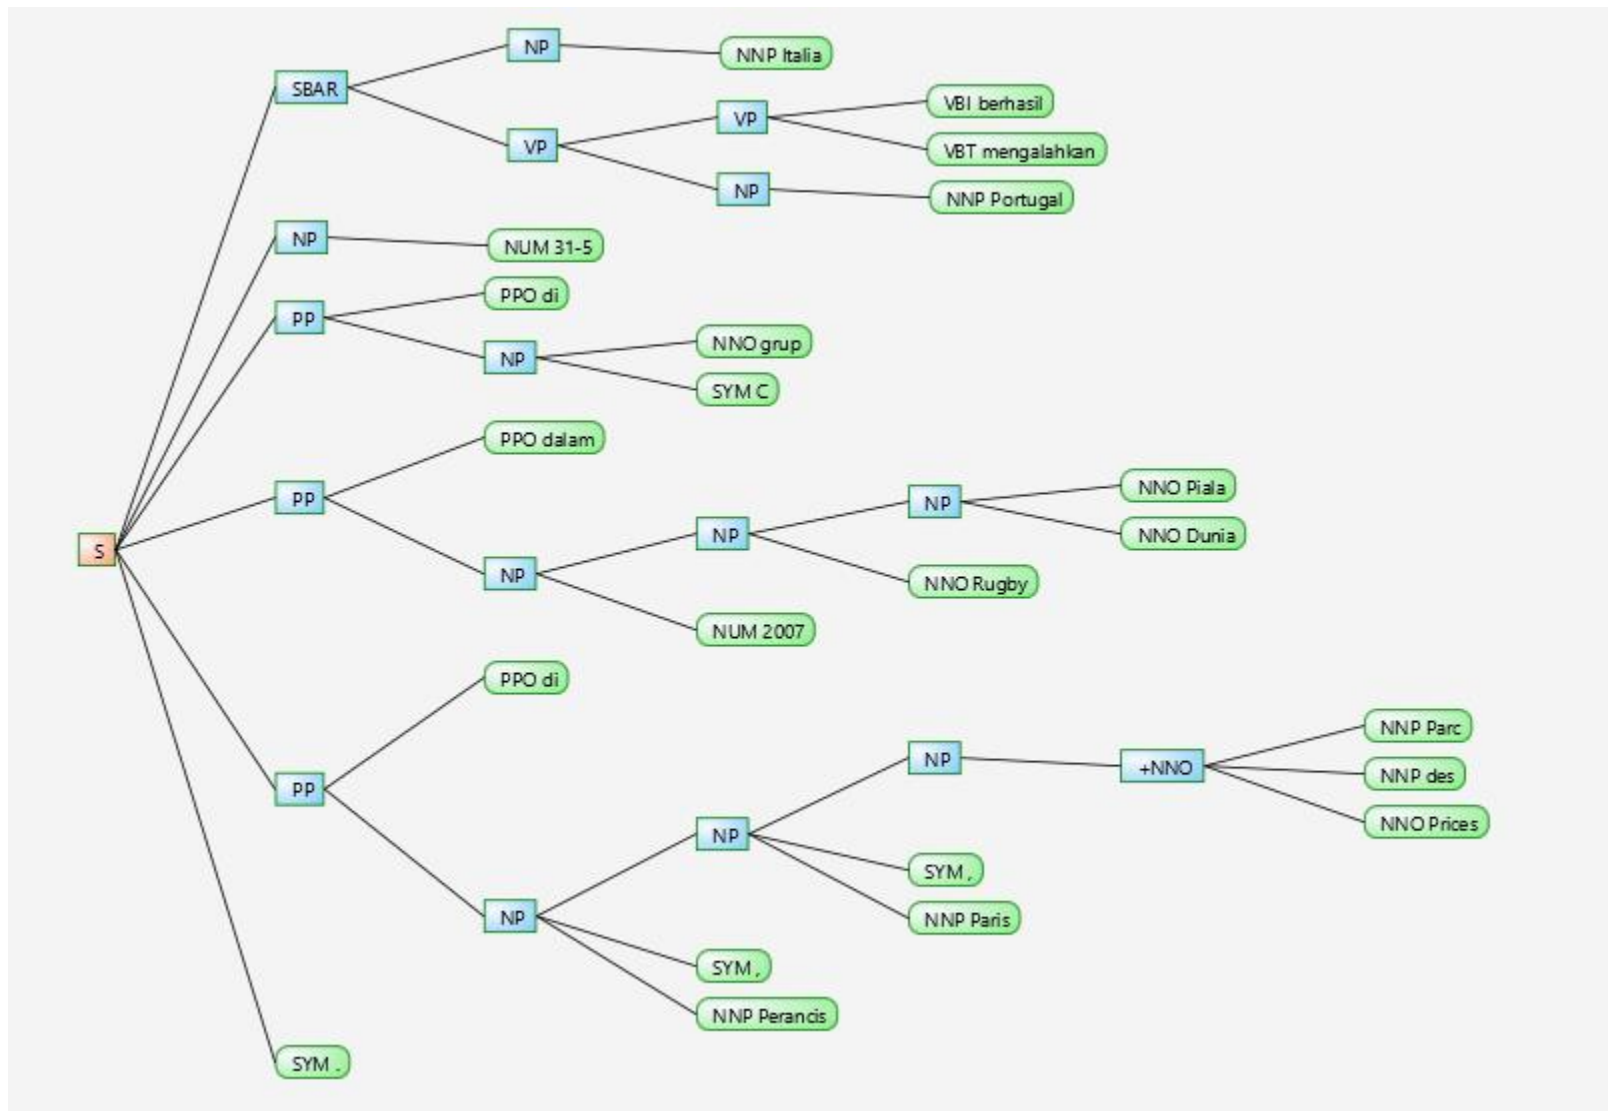 NP
NNP Italia
SBAR
VBI berhasil
VP
VP
VBT mengalahkan
NP
NNP Portugal
NP
NUM 31-5
PPO di
PP
NNO grup
NP
SYM C
PPO dalam
NNO Piala
PP
NP
NP
NNO Dunia
S
NP
NNO Rugby
NUM 2007
PPO di
NNP Parc
NP
+NNO
NNP des
PP
NNO Prices
NP
SYM ,
NP
NNP Paris
SYM ,
NNP Perancis
SYM .